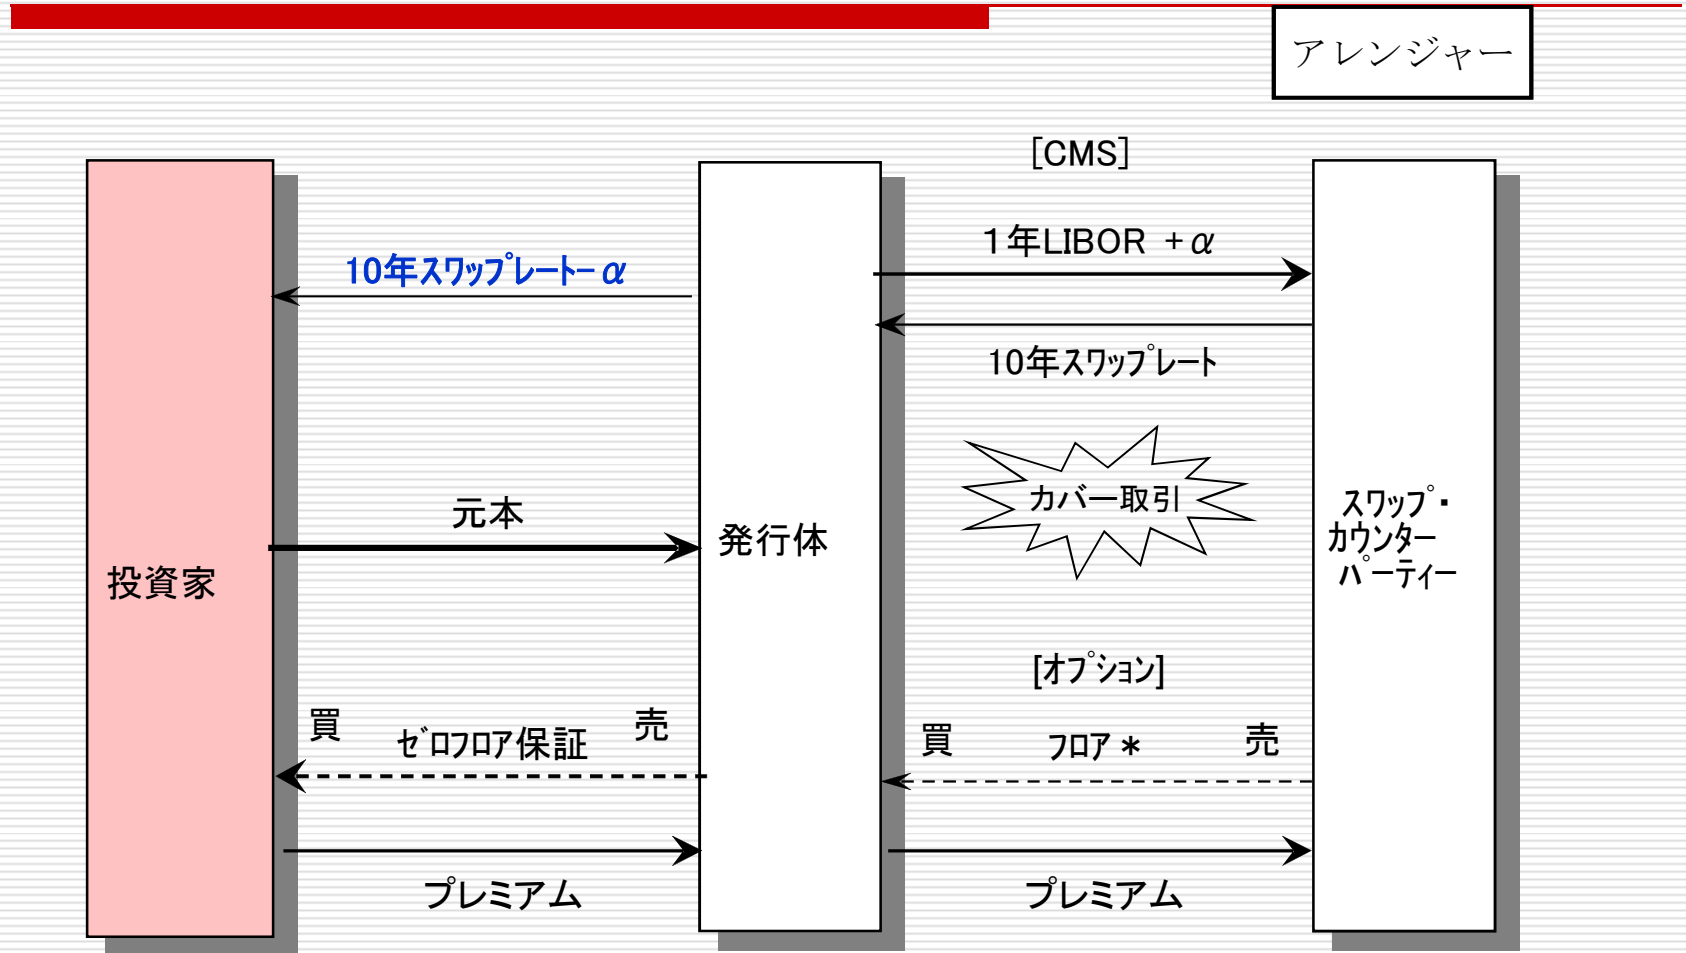 アレンジャー
[CMS]
1年LIBOR +α
10年スワップレート-α
10年スワップレート
カバー取引
元本
発行体
スワップ・
カウンター
パーティー
投資家
[オプション]
買
ゼロフロア保証
売
買
フロア*
売
プレミアム
プレミアム